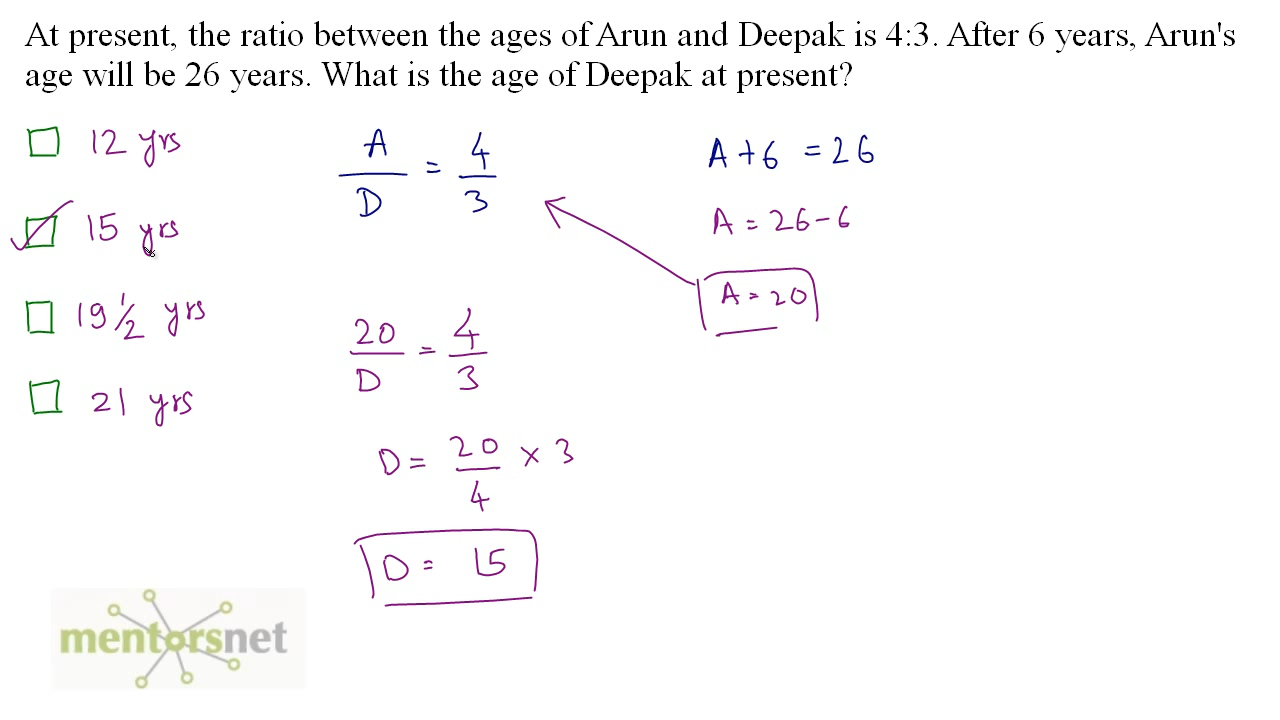 At present, the ratio between the ages of Arun and Deepak is 4:3. After 6 years, Arun's
age will be 26 years. What is the age of Deepak at present?
12 yrs
15 yrs
19 1/2 yrs
21 yrs
A/D = 4/3
20/D = 4/3
D = 20/4 × 3
D = 15
A + 6 = 26
A = 26 - 6
A = 20
mentorsnet